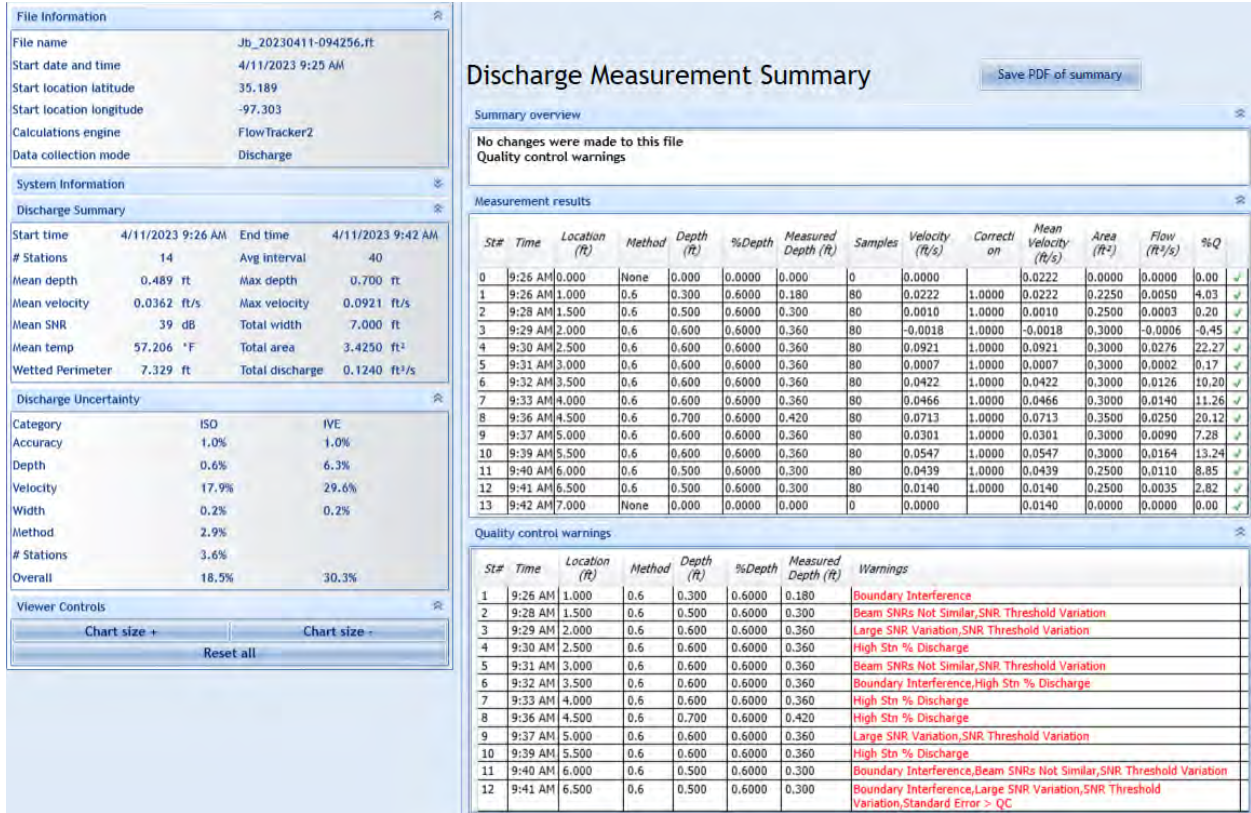 File Information
File name Jb_20230411-094256.ft
Start date and time 4/11/2023 9:25 AM
Start location latitude 35.189
Start location longitude -97.303
Calculations engine FlowTracker2
Data collection mode Discharge
System Information
Discharge Summary
Start time 4/11/2023 9:26 AM End time 4/11/2023 9:42 AM
# Stations 14 Avg interval 40
Mean depth 0.489 ft Max depth 0.700 ft
Mean velocity 0.0362 ft/s Max velocity 0.0921 ft/s
Mean SNR 39 dB Total width 7.000 ft
Mean temp 57.206 °F Total area 3.4250 ft²
Wetted Perimeter 7.329 ft Total discharge 0.1240 ft³/s
Discharge Uncertainty
Category ISO IVE
Accuracy 1.0% 1.0%
Depth 0.6% 6.3%
Velocity 17.9% 29.6%
Width 0.2% 0.2%
Method 2.9%
# Stations 3.6%
Overall 18.5% 30.3%
Viewer Controls
Chart size + Chart size -
Reset all
Discharge Measurement Summary
Save PDF of summary
Summary overview
No changes were made to this file
Quality control warnings
Measurement results
St# Time Location (ft) Method Depth (ft) %Depth Measured Depth (ft) Samples Velocity (ft/s) Correcti on Mean Velocity (ft/s) Area (ft²) Flow (ft³/s) %Q
0 9:26 AM 0.000 None 0.000 0.0000 0.000 0 0.0000 0.0222 0.0000 0.0000 0.00 ✓
1 9:26 AM 1.000 0.6 0.300 0.6000 0.180 80 0.0222 1.0000 0.0222 0.2250 0.0050 4.03 ✓
2 9:28 AM 1.500 0.6 0.500 0.6000 0.300 80 0.0010 1.0000 0.0010 0.2500 0.0003 0.20 ✓
3 9:29 AM 2.000 0.6 0.600 0.6000 0.360 80 -0.0018 1.0000 -0.0018 0.3000 -0.0006 -0.45 ✓
4 9:30 AM 2.500 0.6 0.600 0.6000 0.360 80 0.0921 1.0000 0.0921 0.3000 0.0276 22.27 ✓
5 9:31 AM 3.000 0.6 0.600 0.6000 0.360 80 0.0007 1.0000 0.0007 0.3000 0.0002 0.17 ✓
6 9:32 AM 3.500 0.6 0.600 0.6000 0.360 80 0.0422 1.0000 0.0422 0.3000 0.0126 10.20 ✓
7 9:33 AM 4.000 0.6 0.600 0.6000 0.360 80 0.0466 1.0000 0.0466 0.3000 0.0140 11.26 ✓
8 9:36 AM 4.500 0.6 0.700 0.6000 0.420 80 0.0713 1.0000 0.0713 0.3500 0.0250 20.12 ✓
9 9:37 AM 5.000 0.6 0.600 0.6000 0.360 80 0.0301 1.0000 0.0301 0.3000 0.0090 7.28 ✓
10 9:39 AM 5.500 0.6 0.600 0.6000 0.360 80 0.0547 1.0000 0.0547 0.3000 0.0164 13.24 ✓
11 9:40 AM 6.000 0.6 0.500 0.6000 0.300 80 0.0439 1.0000 0.0439 0.2500 0.0110 8.85 ✓
12 9:41 AM 6.500 0.6 0.500 0.6000 0.300 80 0.0140 1.0000 0.0140 0.2500 0.0035 2.82 ✓
13 9:42 AM 7.000 None 0.000 0.0000 0.000 0 0.0000 0.0140 0.0000 0.0000 0.00 ✓
Quality control warnings
St# Time Location (ft) Method Depth (ft) %Depth Measured Depth (ft) Warnings
1 9:26 AM 1.000 0.6 0.300 0.6000 0.180 Boundary Interference
2 9:28 AM 1.500 0.6 0.500 0.6000 0.300 Beam SNRs Not Similar,SNR Threshold Variation
3 9:29 AM 2.000 0.6 0.600 0.6000 0.360 Large SNR Variation,SNR Threshold Variation
4 9:30 AM 2.500 0.6 0.600 0.6000 0.360 High Stn % Discharge
5 9:31 AM 3.000 0.6 0.600 0.6000 0.360 Beam SNRs Not Similar,SNR Threshold Variation
6 9:32 AM 3.500 0.6 0.600 0.6000 0.360 Boundary Interference,High Stn % Discharge
7 9:33 AM 4.000 0.6 0.600 0.6000 0.360 High Stn % Discharge
8 9:36 AM 4.500 0.6 0.700 0.6000 0.420 High Stn % Discharge
9 9:37 AM 5.000 0.6 0.600 0.6000 0.360 Large SNR Variation,SNR Threshold Variation
10 9:39 AM 5.500 0.6 0.600 0.6000 0.360 High Stn % Discharge
11 9:40 AM 6.000 0.6 0.500 0.6000 0.300 Boundary Interference,Beam SNRs Not Similar,SNR Threshold Variation
12 9:41 AM 6.500 0.6 0.500 0.6000 0.300 Boundary Interference,Large SNR Variation,SNR Threshold
Variation,Standard Error > QC